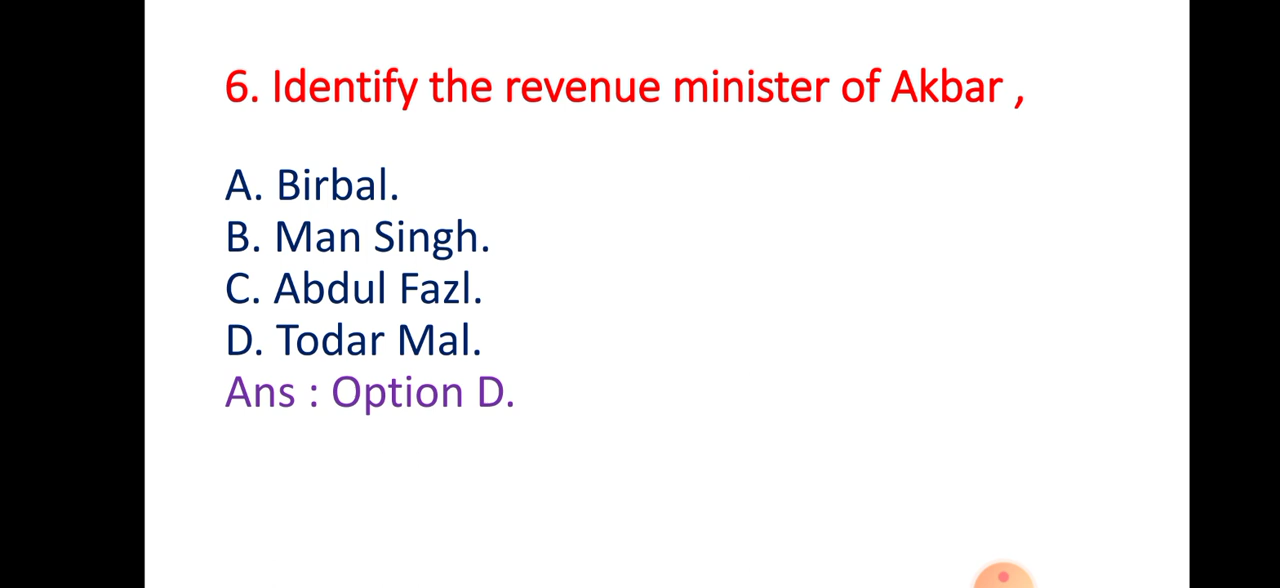 6. Identify the revenue minister of Akbar ,
A. Birbal.
B. Man Singh.
C. Abdul Fazl.
D. Todar Mal.
Ans : Option D.